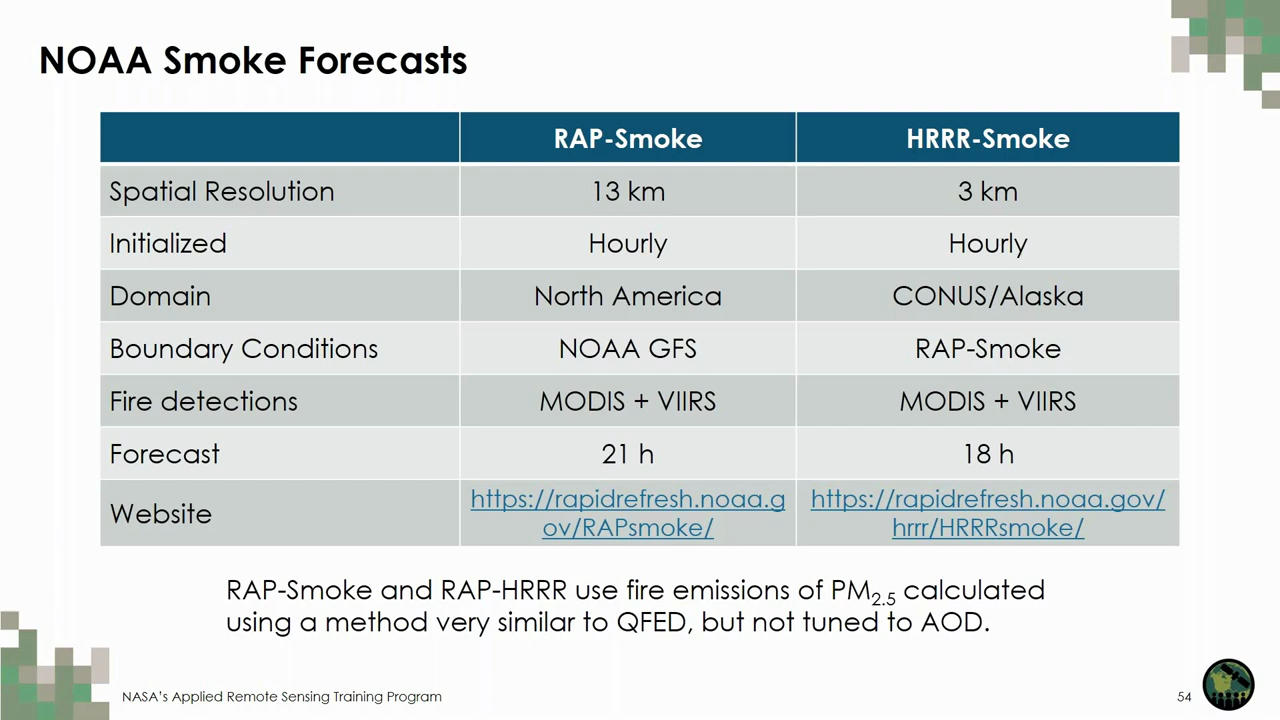 NOAA Smoke Forecasts
RAP-Smoke HRRR-Smoke
Spatial Resolution 13 km 3 km
Initialized Hourly Hourly
Domain North America CONUS/Alaska
Boundary Conditions NOAA GFS RAP-Smoke
Fire detections MODIS + VIIRS MODIS + VIIRS
Forecast 21 h 18 h
Website https://rapidrefresh.noaa.g https://rapidrefresh.noaa.gov/
ov/RAPsmoke/ hrrr/HRRRsmoke/
RAP-Smoke and RAP-HRRR use fire emissions of PM2.5 calculated
using a method very similar to QFED, but not tuned to AOD.
NASA's Applied Remote Sensing Training Program 54